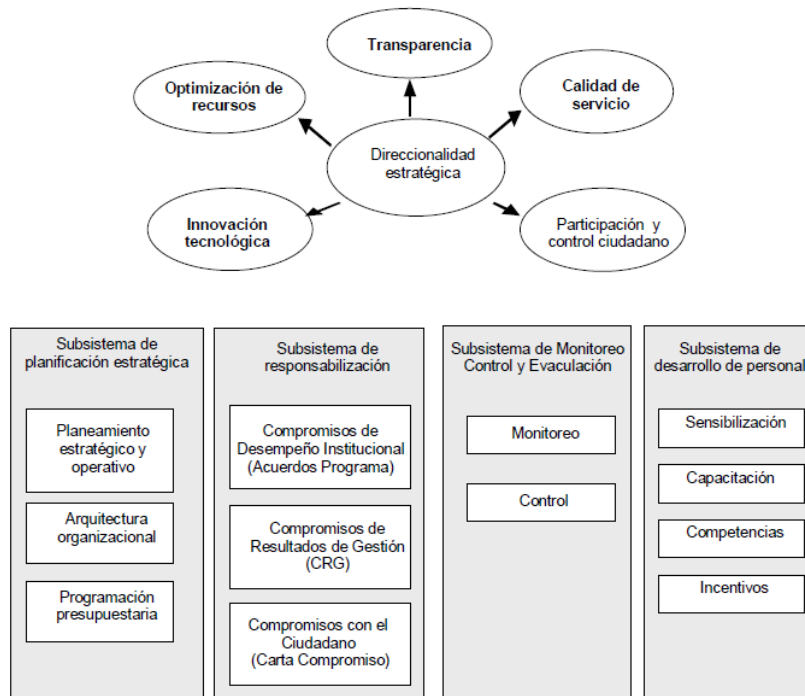 Transparencia
Optimización de
recursos
Calidad de
servicio
Direccionalidad
estratégica
Innovación
tecnológica
Participación y
control ciudadano
Subsistema de
planificación estratégica
Planeamiento
estratégico y
operativo
Arquitectura
organizacional
Programación
presupuestaria
Subsistema de
responsabilización
Compromisos de
Desempeño Institucional
(Acuerdos Programa)
Compromisos de
Resultados de Gestión
(CRG)
Compromisos con el
Ciudadano
(Carta Compromiso)
Subsistema de Monitoreo
Control y Evaculación
Monitoreo
Control
Subsistema de
desarrollo de personal
Sensibilización
Capacitación
Competencias
Incentivos